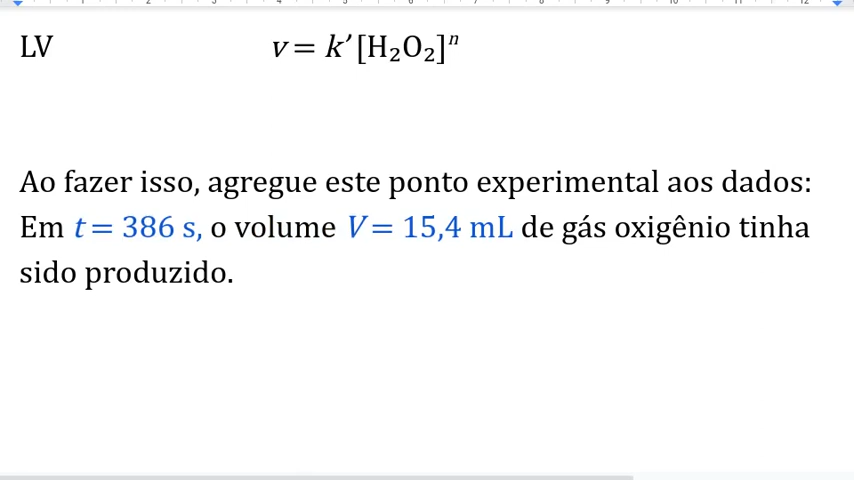 LV v = k’ [H₂O₂]ⁿ
Ao fazer isso, agregue este ponto experimental aos dados:
Em t = 386 s, o volume V = 15,4 mL de gás oxigênio tinha
sido produzido.